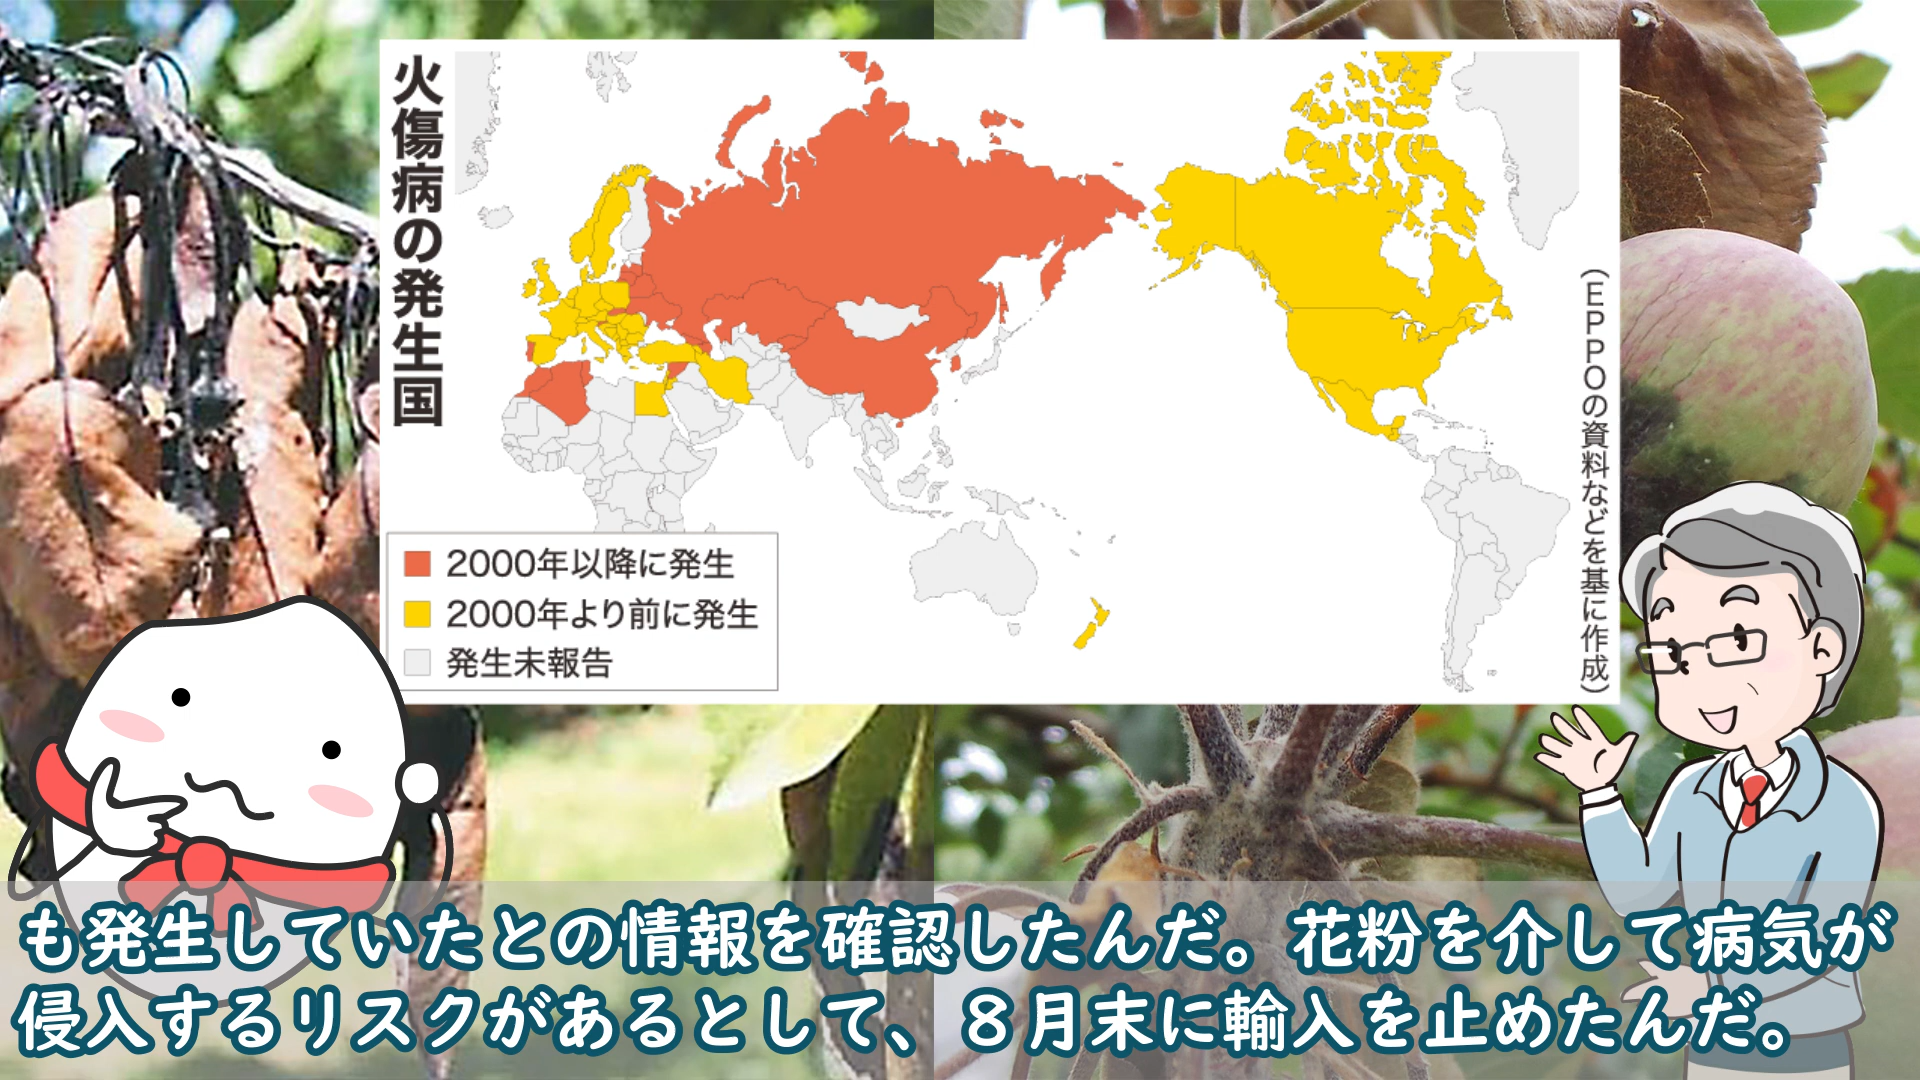 火傷病の発生国
2000年以降に発生
2000年より前に発生
発生未報告
（EPPOの資料などを基に作成）
も発生していたとの情報を確認したんだ。花粉を介して病気が
侵入するリスクがあるとして、８月末に輸入を止めたんだ。